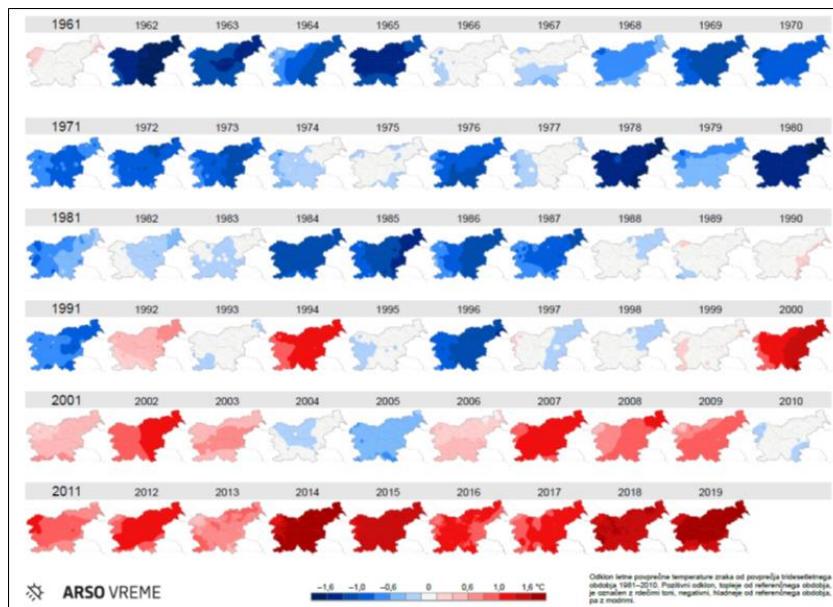 1961 1962 1963 1964 1965 1966 1967 1968 1969 1970
1971 1972 1973 1974 1975 1976 1977 1978 1979 1980
1981 1982 1983 1984 1985 1986 1987 1988 1989 1990
1991 1992 1993 1994 1995 1996 1997 1998 1999 2000
2001 2002 2003 2004 2005 2006 2007 2008 2009 2010
2011 2012 2013 2014 2015 2016 2017 2018 2019
ARSO VREME
−1,6 −1,0 −0,6 0 0,6 1,0 1,6 °C
Odklon letne povprečne temperature zraka od povprečja tridesetletnega
obdobja 1981–2010. Pozitivni odklon, topleje od referenčnega obdobja,
je označen z rdečimi toni, negativni, hladneje od referenčnega obdobja,
pa z modrimi.